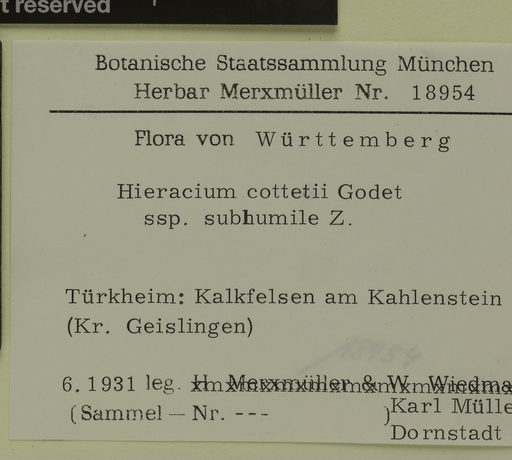 t reserved
Botanische Staatssammlung München
Herbar Merxmüller Nr. 18954
Flora von Württemberg
Hieracium cottetii Godet
ssp. subhumile Z.
Türkheim: Kalkfelsen am Kahlenstein
(Kr. Geislingen)
18954
6.1931 leg. H. Merxmüller & W. Wiedma
(Sammel — Nr. --- ) Karl Mülle
Dornstadt